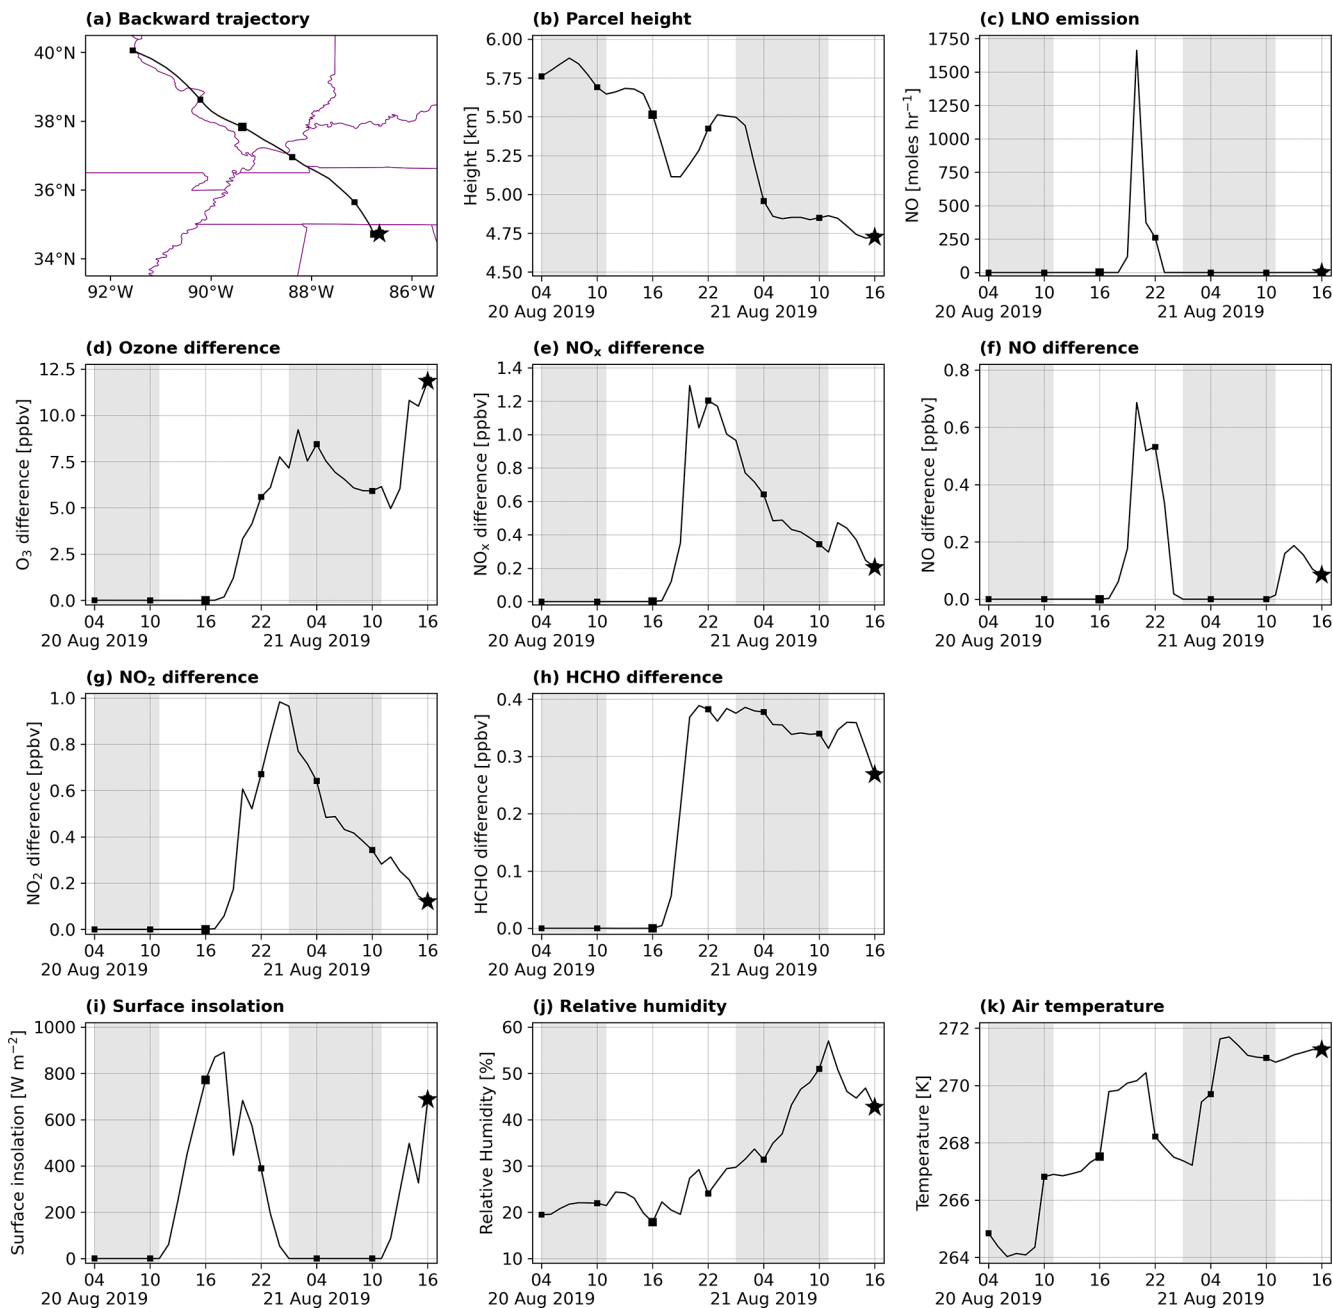 (a) Backward trajectory
40°N
38°N
36°N
34°N
92°W 90°W 88°W 86°W
(b) Parcel height
Height [km]
6.00
5.75
5.50
5.25
5.00
4.75
4.50
04 10 16 22 04 10 16
20 Aug 2019 21 Aug 2019
(c) LNO emission
NO [moles hr⁻¹]
1750
1500
1250
1000
750
500
250
0
04 10 16 22 04 10 16
20 Aug 2019 21 Aug 2019
(d) Ozone difference
O₃ difference [ppbv]
12.5
10.0
7.5
5.0
2.5
0.0
04 10 16 22 04 10 16
20 Aug 2019 21 Aug 2019
(e) NOₓ difference
NOₓ difference [ppbv]
1.4
1.2
1.0
0.8
0.6
0.4
0.2
0.0
04 10 16 22 04 10 16
20 Aug 2019 21 Aug 2019
(f) NO difference
NO difference [ppbv]
0.8
0.6
0.4
0.2
0.0
04 10 16 22 04 10 16
20 Aug 2019 21 Aug 2019
(g) NO₂ difference
NO₂ difference [ppbv]
1.0
0.8
0.6
0.4
0.2
0.0
04 10 16 22 04 10 16
20 Aug 2019 21 Aug 2019
(h) HCHO difference
HCHO difference [ppbv]
0.4
0.3
0.2
0.1
0.0
04 10 16 22 04 10 16
20 Aug 2019 21 Aug 2019
(i) Surface insolation
Surface insolation [W m⁻²]
1000
800
600
400
200
0
04 10 16 22 04 10 16
20 Aug 2019 21 Aug 2019
(j) Relative humidity
Relative Humidity [%]
60
50
40
30
20
10
04 10 16 22 04 10 16
20 Aug 2019 21 Aug 2019
(k) Air temperature
Temperature [K]
272
270
268
266
264
04 10 16 22 04 10 16
20 Aug 2019 21 Aug 2019